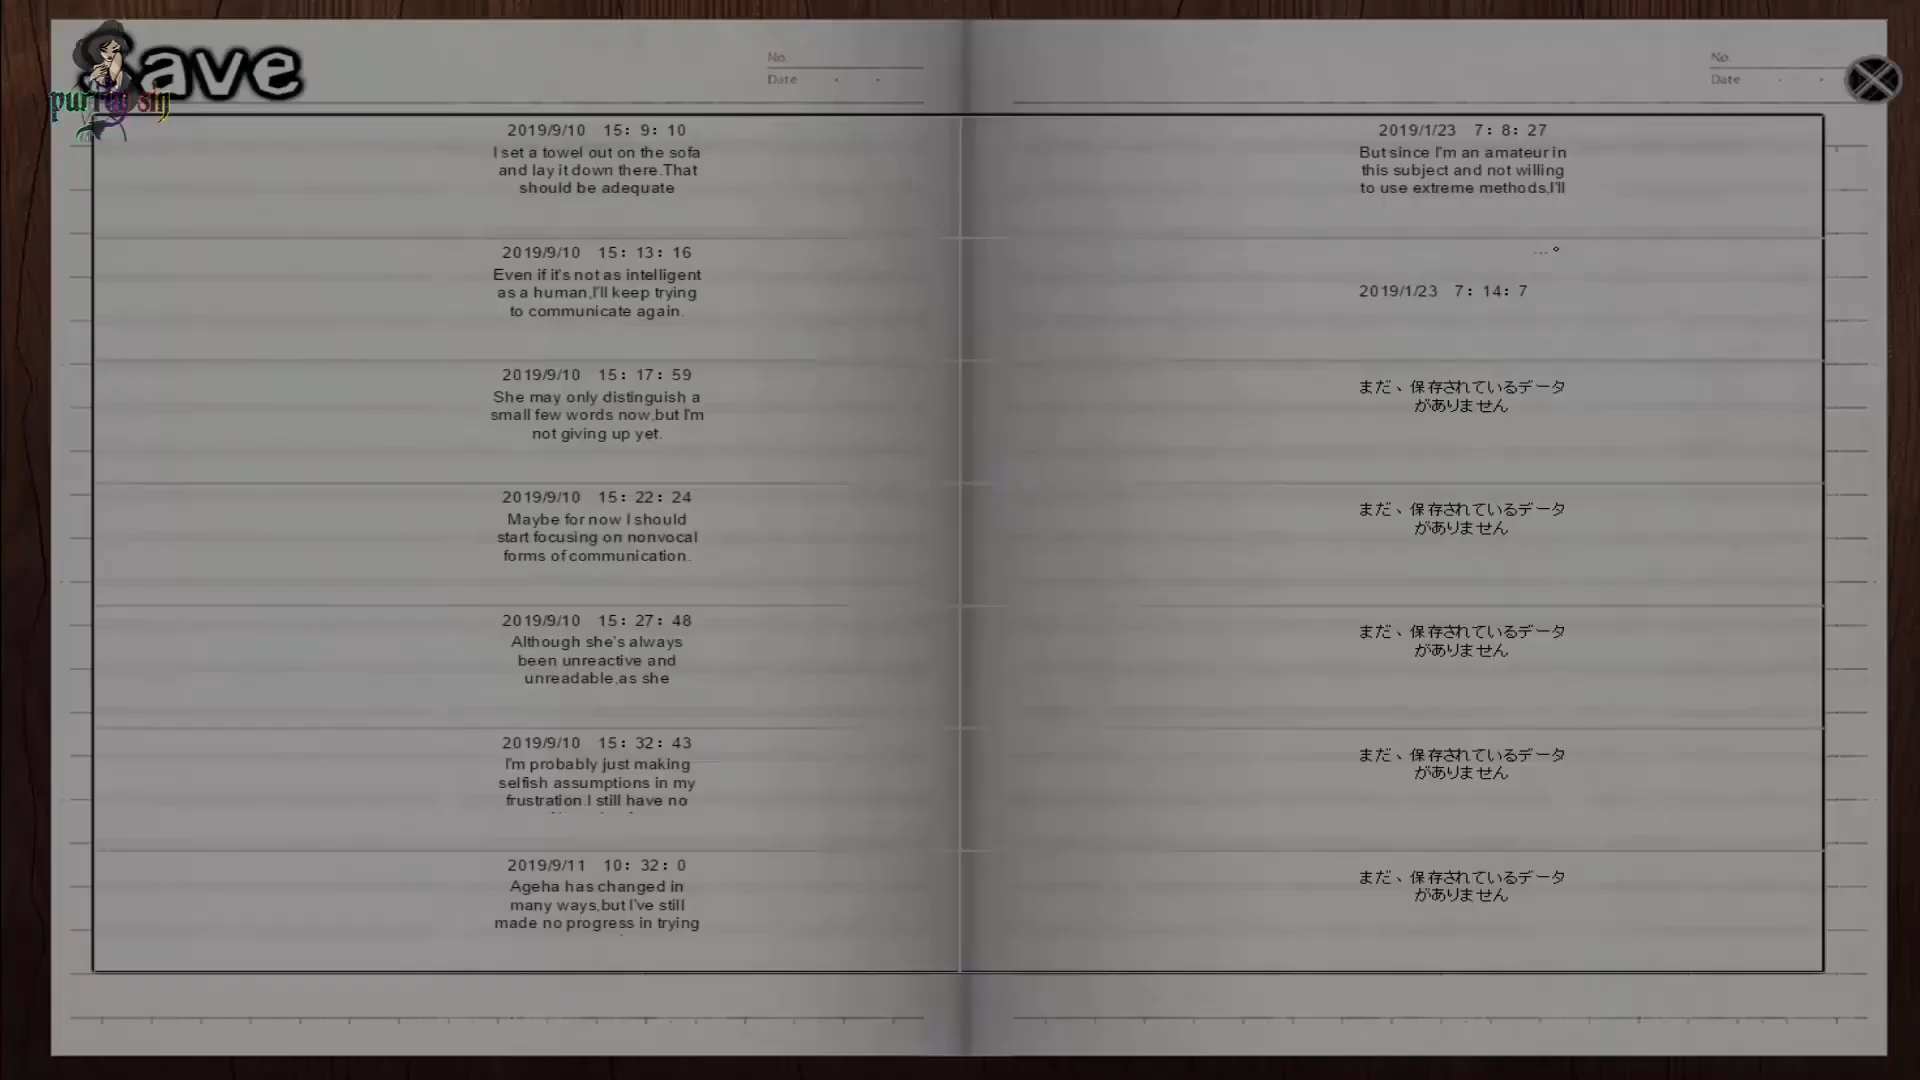 Save
purity sin
No.
Date
No.
Date
2019/9/10 15: 9: 10
I set a towel out on the sofa
and lay it down there.That
should be adequate
2019/9/10 15: 13: 16
Even if it's not as intelligent
as a human,I'll keep trying
to communicate again.
2019/9/10 15: 17: 59
She may only distinguish a
small few words now,but I'm
not giving up yet.
2019/9/10 15: 22: 24
Maybe for now I should
start focusing on nonvocal
forms of communication.
2019/9/10 15: 27: 48
Although she's always
been unreactive and
unreadable,as she
2019/9/10 15: 32: 43
I'm probably just making
selfish assumptions in my
frustration.I still have no
2019/9/11 10: 32: 0
Ageha has changed in
many ways,but I've still
made no progress in trying
2019/1/23 7: 8: 27
But since I'm an amateur in
this subject and not willing
to use extreme methods,I'll
…。
2019/1/23 7: 14: 7
まだ、保存されているデータ
がありません
まだ、保存されているデータ
がありません
まだ、保存されているデータ
がありません
まだ、保存されているデータ
がありません
まだ、保存されているデータ
がありません